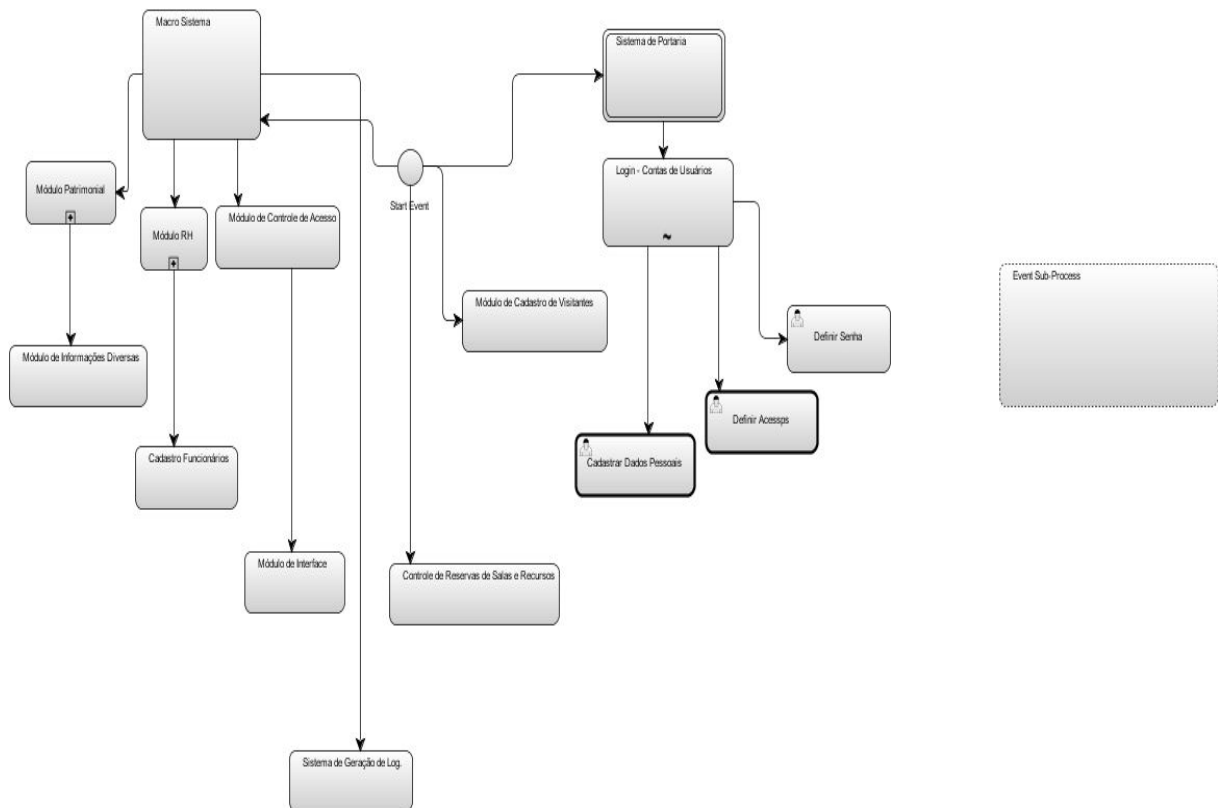 Macro Sistema
Sistema de Portaria
Módulo Patrimonial
Login - Contas de Usuários
Start Event
Módulo RH
Módulo de Controle de Acesso
Event Sub-Process
Módulo de Cadastro de Visitantes
Definir Senha
Módulo de Informações Diversas
Definir Acessps
Cadastro Funcionários
Cadastrar Dados Pessoais
Módulo de Interface
Controle de Reservas de Salas e Recursos
Sistema de Geração de Log.